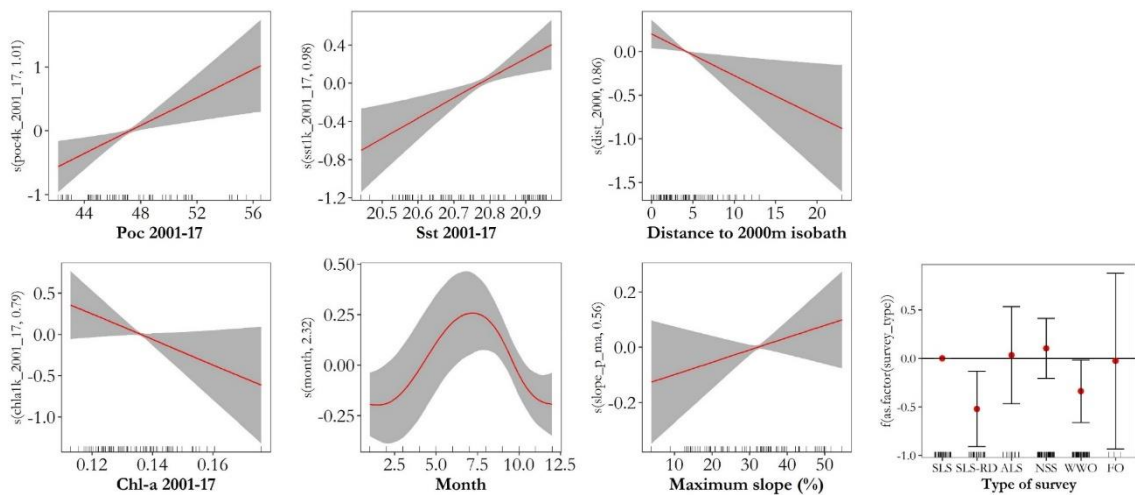 s(poc4k_2001_17, 1.01)
1
0
-1
44 48 52 56
Poc 2001-17
s(sst1k_2001_17, 0.98)
0.4
0.0
-0.4
-0.8
-1.2
20.5 20.6 20.7 20.8 20.9
Sst 2001-17
s(dist_2000, 0.86)
0.0
-0.5
-1.0
-1.5
0 5 10 15 20
Distance to 2000m isobath
s(chla1k_2001_17, 0.79)
0.5
0.0
-0.5
-1.0
0.12 0.14 0.16
Chl-a 2001-17
s(month, 2.32)
0.50
0.25
0.00
-0.25
2.5 5.0 7.5 10.0 12.5
Month
s(slope_p_ma, 0.56)
0.2
0.0
-0.2
10 20 30 40 50
Maximum slope (%)
f(as.factor(survey_type))
0.5
0.0
-0.5
-1.0
SLS SLS-RD ALS NSS WWO FO
Type of survey